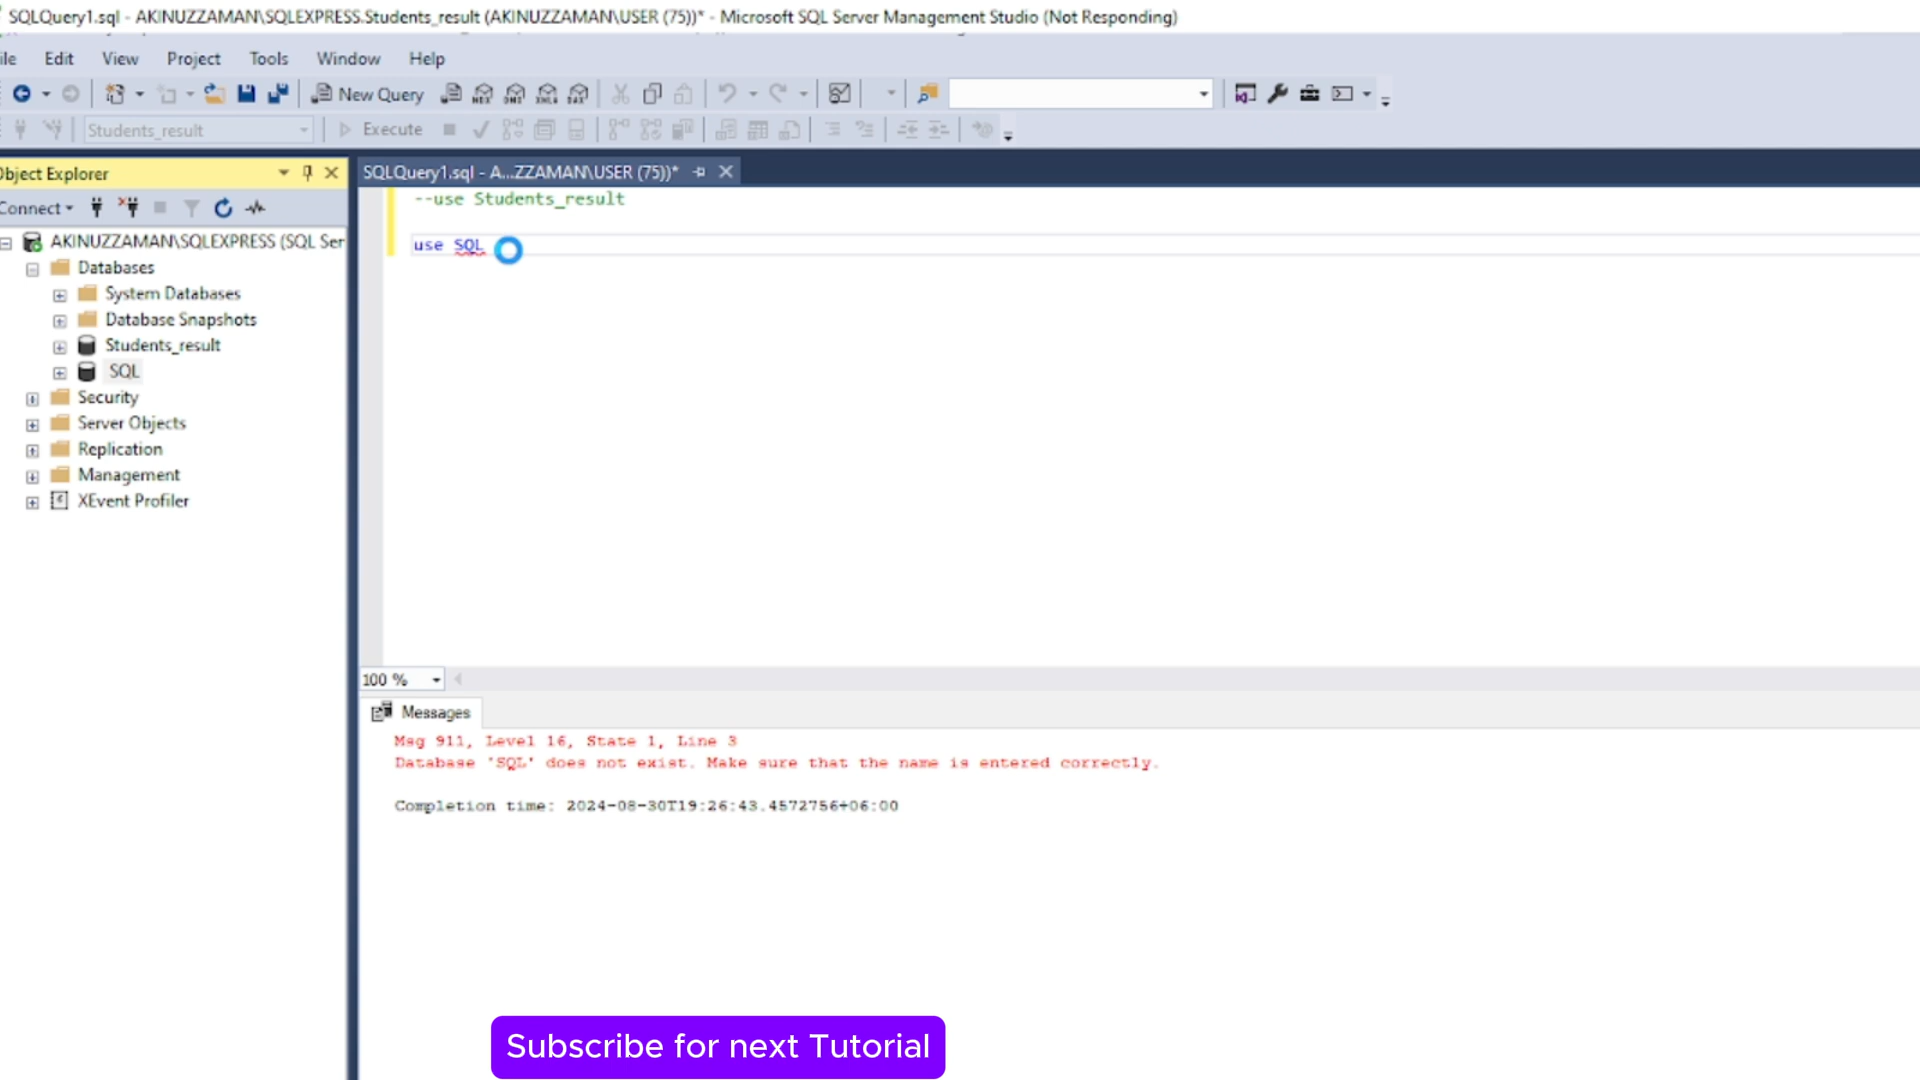 SQLQuery1.sql - AKINUZZAMAN\SQLEXPRESS.Students_result (AKINUZZAMAN\USER (75))* - Microsoft SQL Server Management Studio (Not Responding)
ile Edit View Project Tools Window Help
New Query
Students_result Execute
Object Explorer
SQLQuery1.sql - A...ZZAMAN\USER (75))*
Connect
--use Students_result
use SQL
AKINUZZAMAN\SQLEXPRESS (SQL Ser
Databases
System Databases
Database Snapshots
Students_result
SQL
Security
Server Objects
Replication
Management
XEvent Profiler
100 %
Messages
Msg 911, Level 16, State 1, Line 3
Database 'SQL' does not exist. Make sure that the name is entered correctly.
Completion time: 2024-08-30T19:26:43.4572756+06:00
Subscribe for next Tutorial